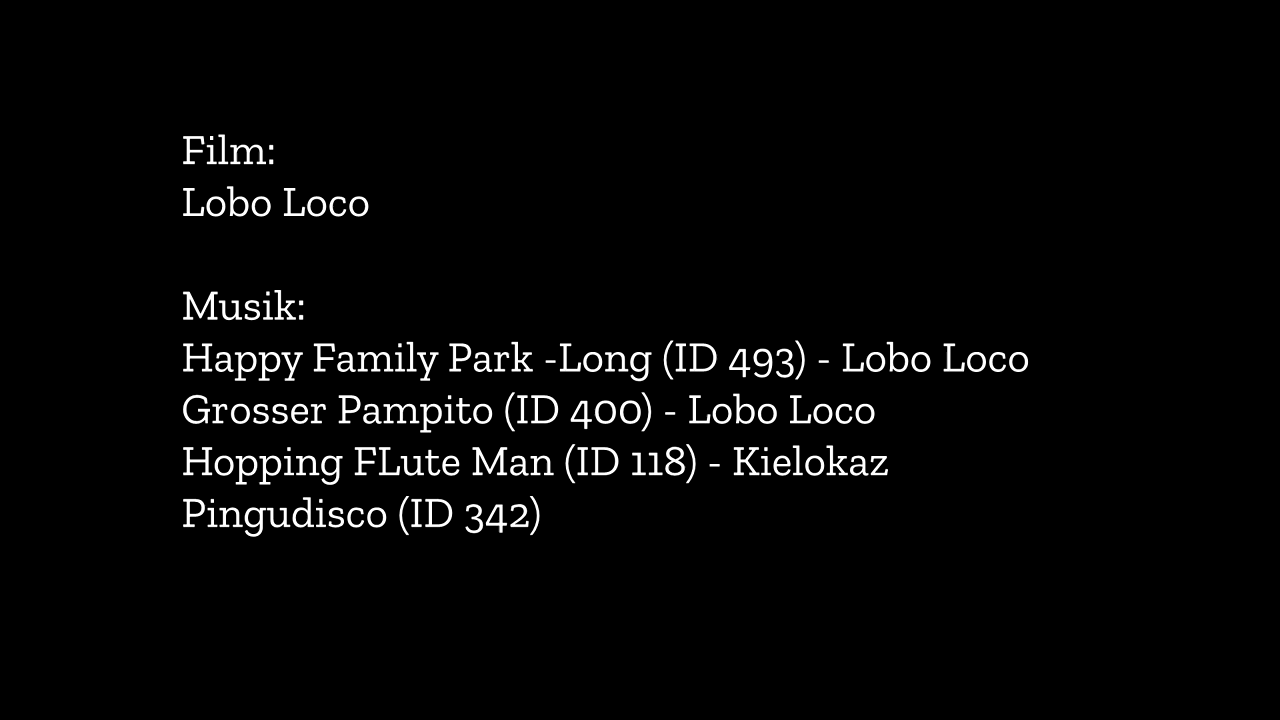 Film:
Lobo Loco
Musik:
Happy Family Park -Long (ID 493) - Lobo Loco
Grosser Pampito (ID 400) - Lobo Loco
Hopping FLute Man (ID 118) - Kielokaz
Pingudisco (ID 342)